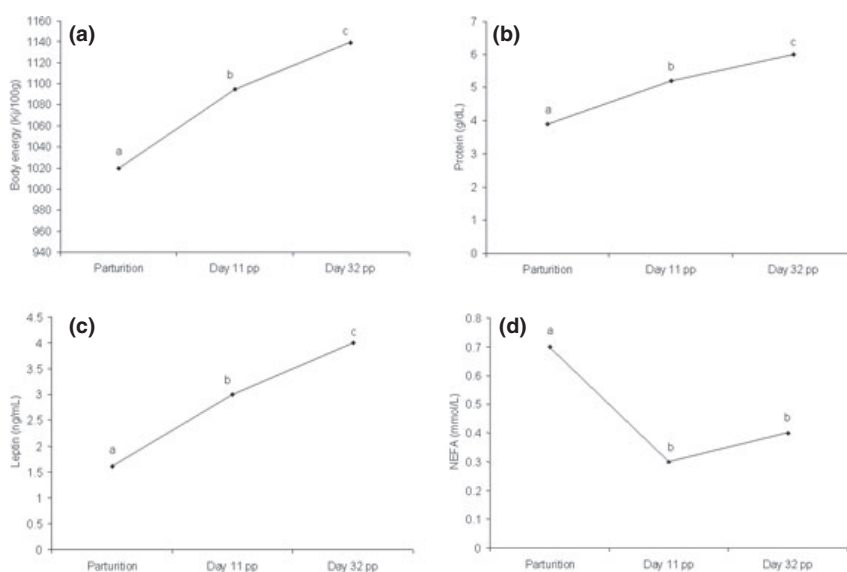 (a)
Body energy (Kj/100g)
1160
1140
1120
1100
1080
1060
1040
1020
1000
980
960
940
a
b
c
Parturition Day 11 pp Day 32 pp
(b)
Protein (g/dL)
7
6
5
4
3
2
1
0
a
b
c
Parturition Day 11 pp Day 32 pp
(c)
Leptin (ng/mL)
4.5
4
3.5
3
2.5
2
1.5
1
0.5
0
a
b
c
Parturition Day 11 pp Day 32 pp
(d)
NEFA (mmol/L)
0.8
0.7
0.6
0.5
0.4
0.3
0.2
0.1
0
a
b
b
Parturition Day 11 pp Day 32 pp